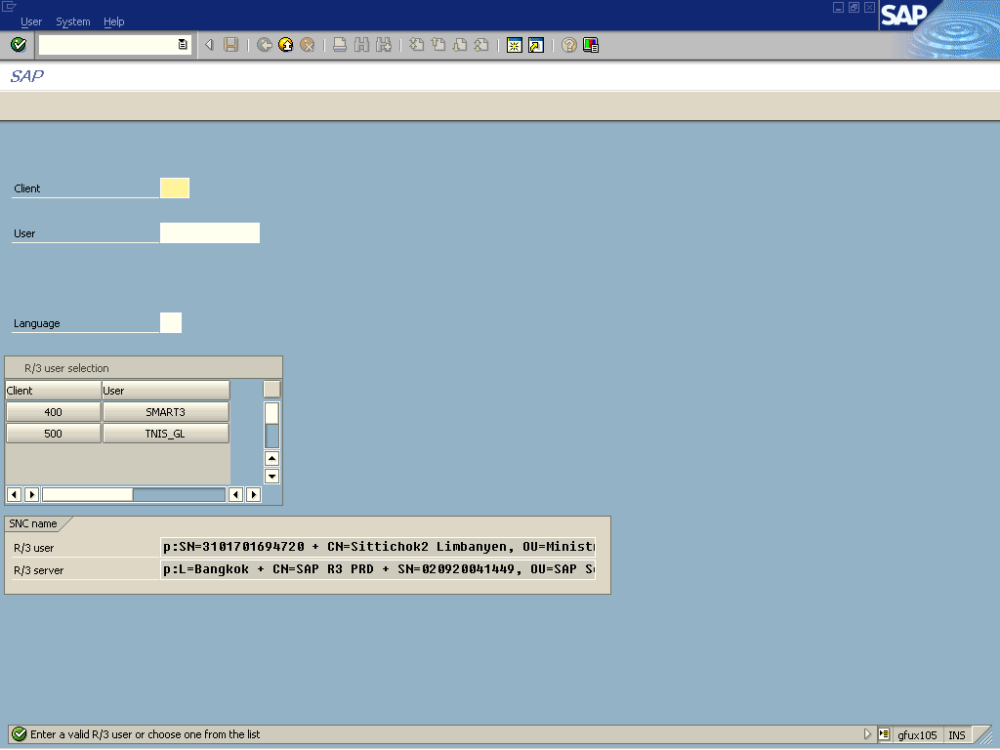 User System Help
SAP
SAP
Client
User
Language
R/3 user selection
Client User
400 SMART3
500 TNIS_GL
SNC name
R/3 user p:SN=3101701694720 + CN=Sittichok2 Limbanyen, OU=Minist
R/3 server p:L=Bangkok + CN=SAP R3 PRD + SN=020920041449, OU=SAP S
Enter a valid R/3 user or choose one from the list gfux105 INS